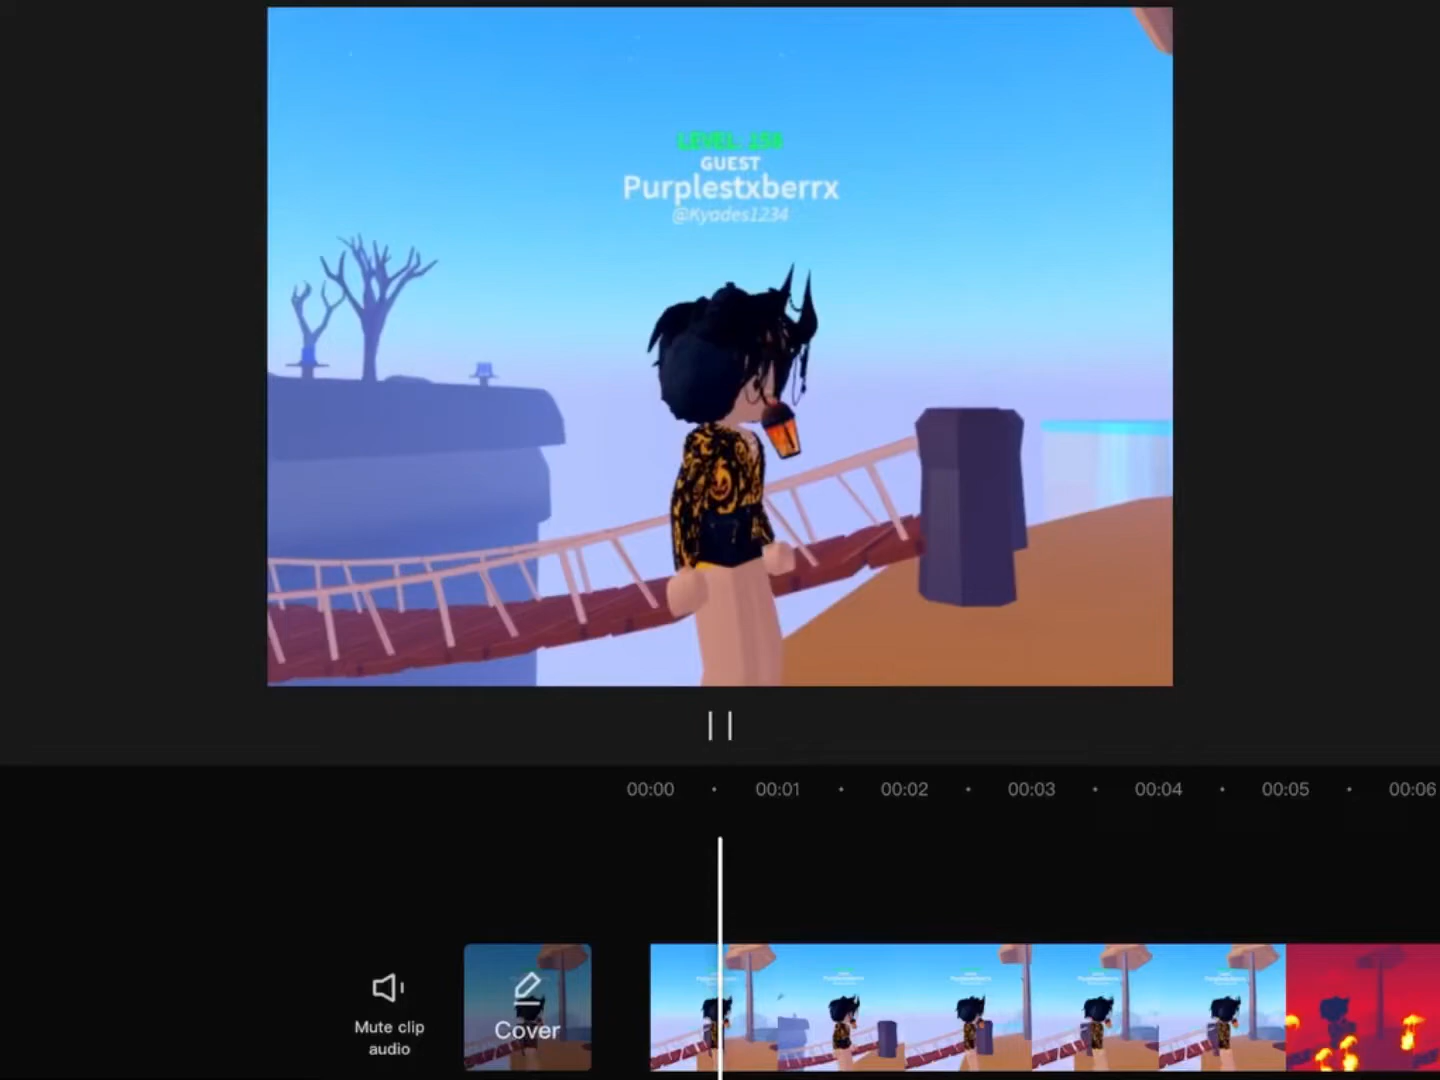 LEVEL. 159
GUEST
Purplestxberrx
@Kyades1234
00:00
00:01
00:02
00:03
00:04
00:05
00:06
Mute clip
audio
Cover